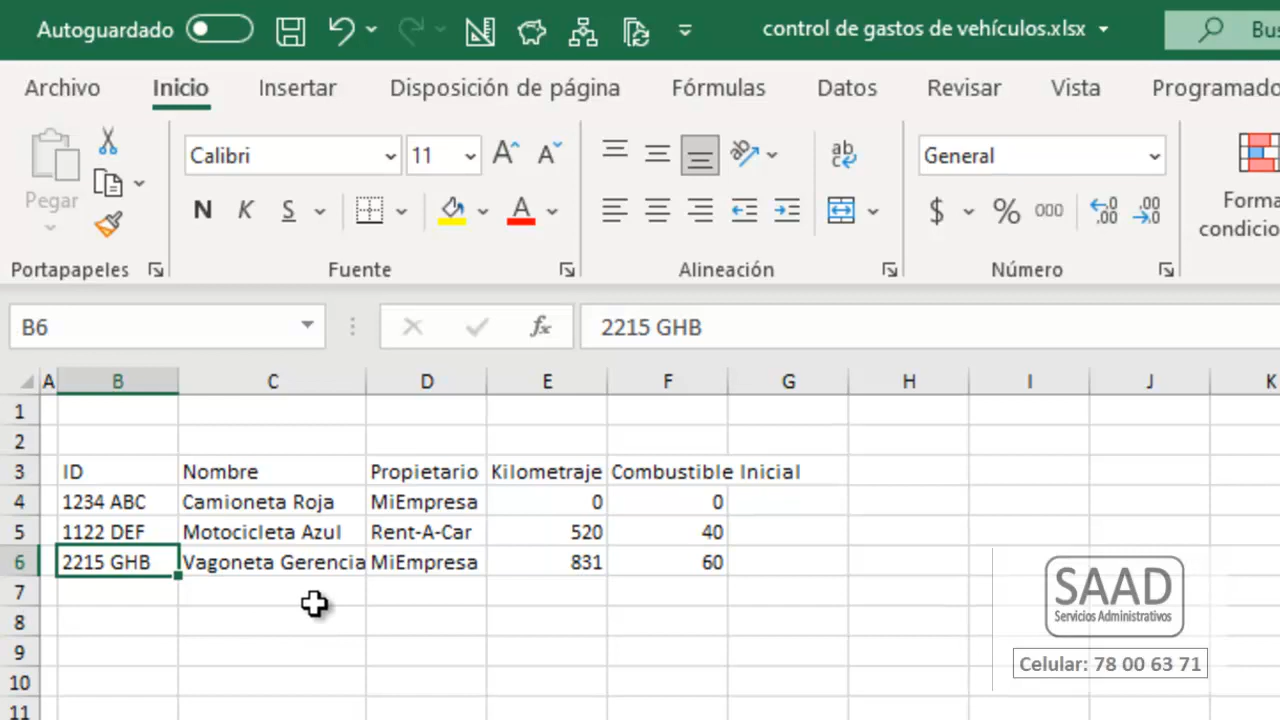 Autoguardado control de gastos de vehículos.xlsx Bus
Archivo Inicio Insertar Disposición de página Fórmulas Datos Revisar Vista Programado
Pegar Calibri 11 General Forma
N K S $ % 000 condicio
Portapapeles Fuente Alineación Número
B6 fx 2215 GHB
A B C D E F G H I J K
1
2
3 ID Nombre Propietario Kilometraje Combustible Inicial
4 1234 ABC Camioneta Roja MiEmpresa 0 0
5 1122 DEF Motocicleta Azul Rent-A-Car 520 40
6 2215 GHB Vagoneta Gerencia MiEmpresa 831 60
7
8
9
10
11
SAAD
Servicios Administrativos
Celular: 78 00 63 71